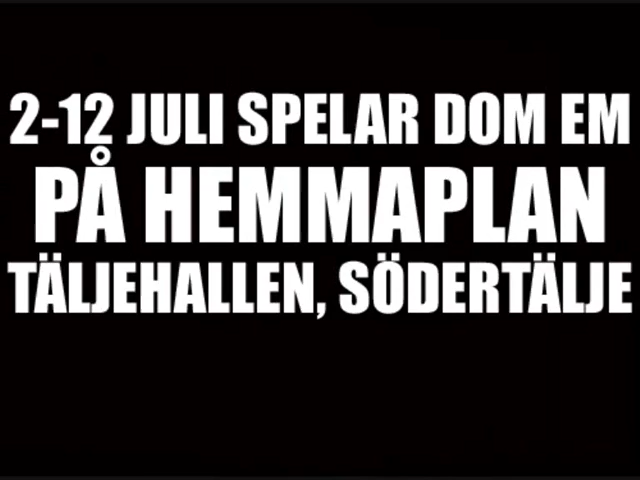 2-12 JULI SPELAR DOM EM
PÅ HEMMAPLAN
TÄLJEHALLEN, SÖDERTÄLJE